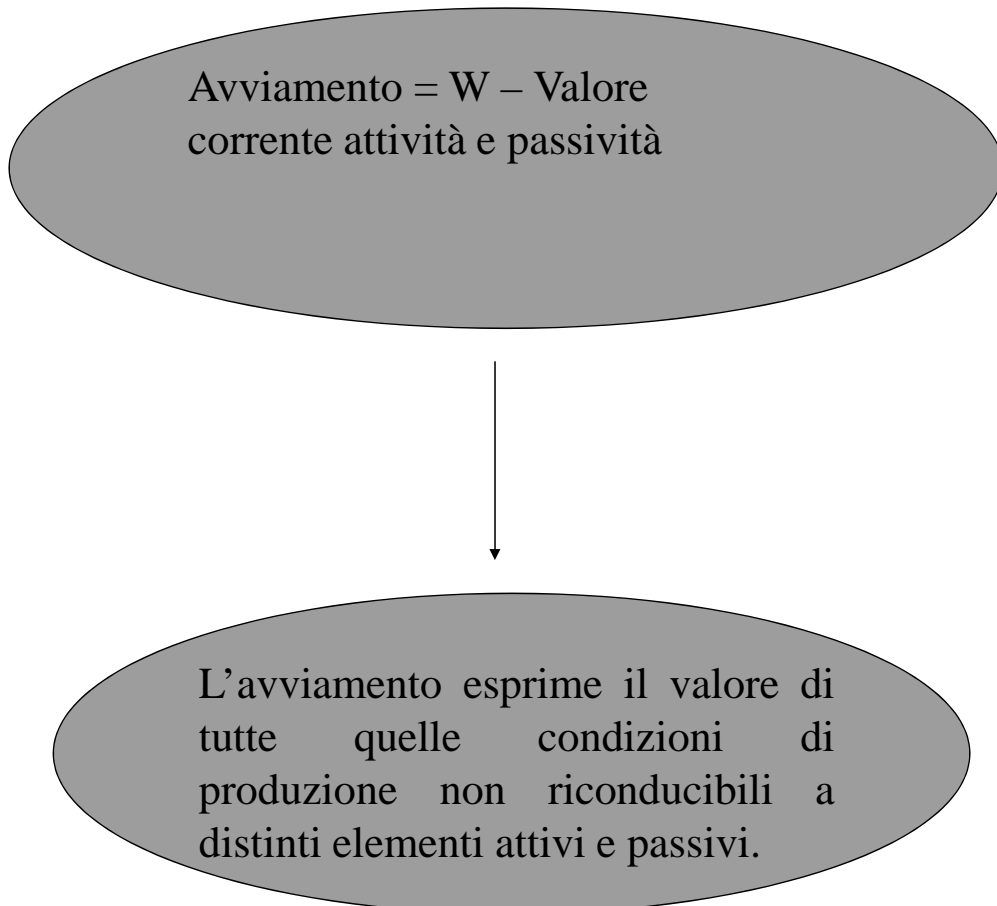 Avviamento = W – Valore
corrente attività e passività
L’avviamento esprime il valore di
tutte quelle condizioni di
produzione non riconducibili a
distinti elementi attivi e passivi.